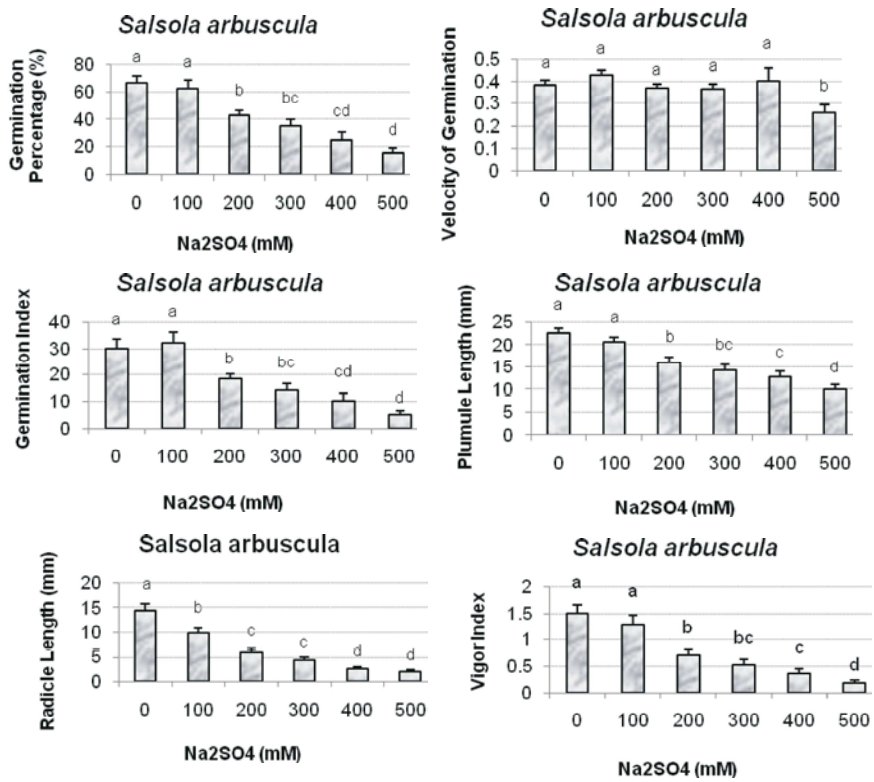 Salsola arbuscula
Germination
Percentage (%)
80
60
40
20
0
a a b bc cd d
0 100 200 300 400 500
Na2SO4 (mM)
Salsola arbuscula
Velocity of Germination
0.5
0.4
0.3
0.2
0.1
0
a a a a a b
0 100 200 300 400 500
Na2SO4 (mM)
Salsola arbuscula
Germination Index
40
30
20
10
0
a a b bc cd d
0 100 200 300 400 500
Na2SO4 (mM)
Salsola arbuscula
Plumule Length (mm)
25
20
15
10
5
0
a a b bc c d
0 100 200 300 400 500
Na2SO4 (mM)
Salsola arbuscula
Radicle Length (mm)
20
15
10
5
0
a b c c d d
0 100 200 300 400 500
Na2SO4 (mM)
Salsola arbuscula
Vigor Index
2
1.5
1
0.5
0
a a b bc c d
0 100 200 300 400 500
Na2SO4 (mM)